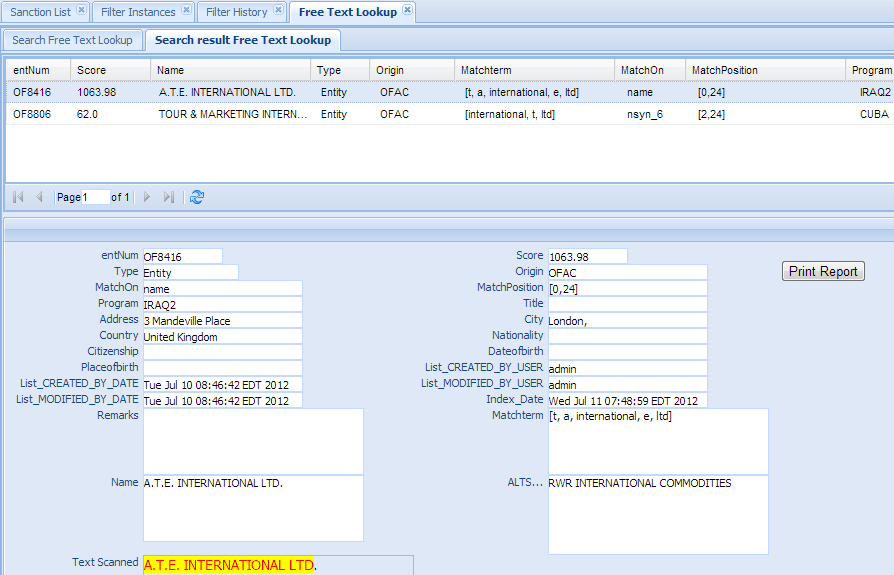 Sanction List Filter Instances Filter History Free Text Lookup
Search Free Text Lookup Search result Free Text Lookup
entNum Score Name Type Origin Matchterm MatchOn MatchPosition Program
OF8416 1063.98 A.T.E. INTERNATIONAL LTD. Entity OFAC [t, a, international, e, ltd] name [0,24] IRAQ2
OF8806 62.0 TOUR & MARKETING INTERN... Entity OFAC [international, t, ltd] nsyn_6 [2,24] CUBA
Page 1 of 1
entNum OF8416 Score 1063.98
Type Entity Origin OFAC Print Report
MatchOn name MatchPosition [0,24]
Program IRAQ2 Title
Address 3 Mandeville Place City London,
Country United Kingdom Nationality
Citizenship Dateofbirth
Placeofbirth List_CREATED_BY_USER admin
List_CREATED_BY_DATE Tue Jul 10 08:46:42 EDT 2012 List_MODIFIED_BY_USER admin
List_MODIFIED_BY_DATE Tue Jul 10 08:46:42 EDT 2012 Index_Date Wed Jul 11 07:48:59 EDT 2012
Remarks Matchterm [t, a, international, e, ltd]
Name A.T.E. INTERNATIONAL LTD. ALTS... RWR INTERNATIONAL COMMODITIES
Text Scanned A.T.E. INTERNATIONAL LTD.